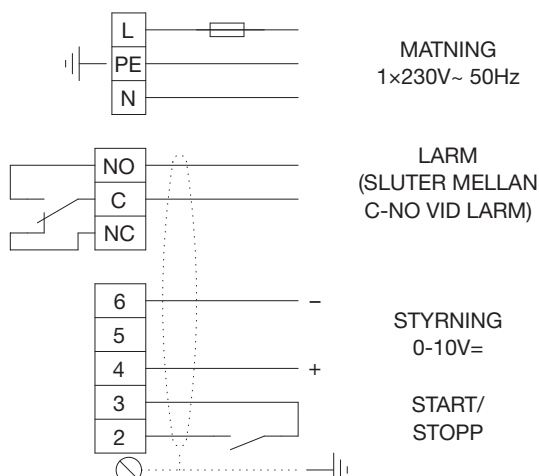 L
PE
N
MATNING
1×230V~ 50Hz
NO
C
NC
LARM
(SLUTER MELLAN
C-NO VID LARM)
6
5
4
3
2
–
+
STYRNING
0-10V=
START/
STOPP